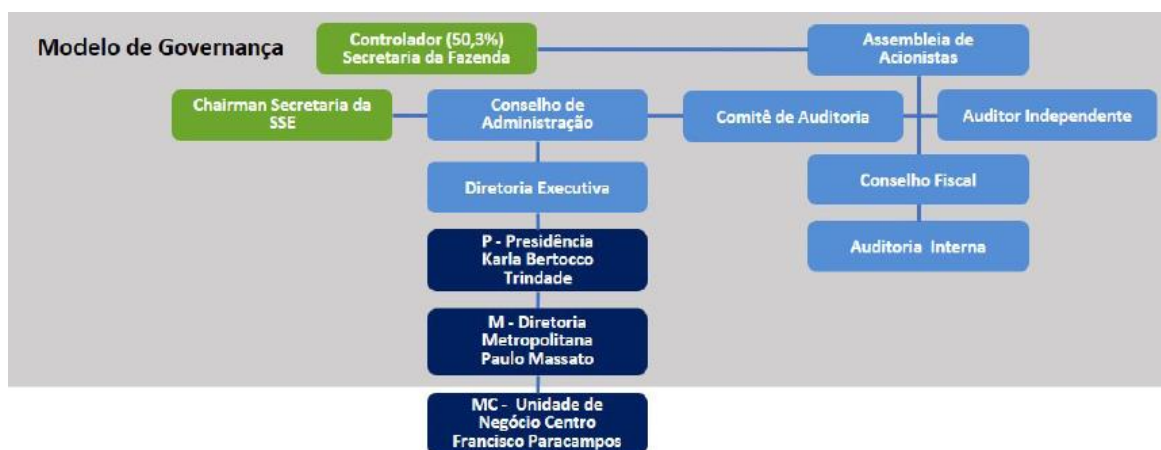 Modelo de Governança
Controlador (50,3%)
Secretaria da Fazenda
Assembleia de
Acionistas
Chairman Secretaria da
SSE
Conselho de
Administração
Comitê de Auditoria
Auditor Independente
Diretoria Executiva
Conselho Fiscal
P - Presidência
Karla Bertocco
Trindade
Auditoria Interna
M - Diretoria
Metropolitana
Paulo Massato
MC - Unidade de
Negócio Centro
Francisco Paracampos